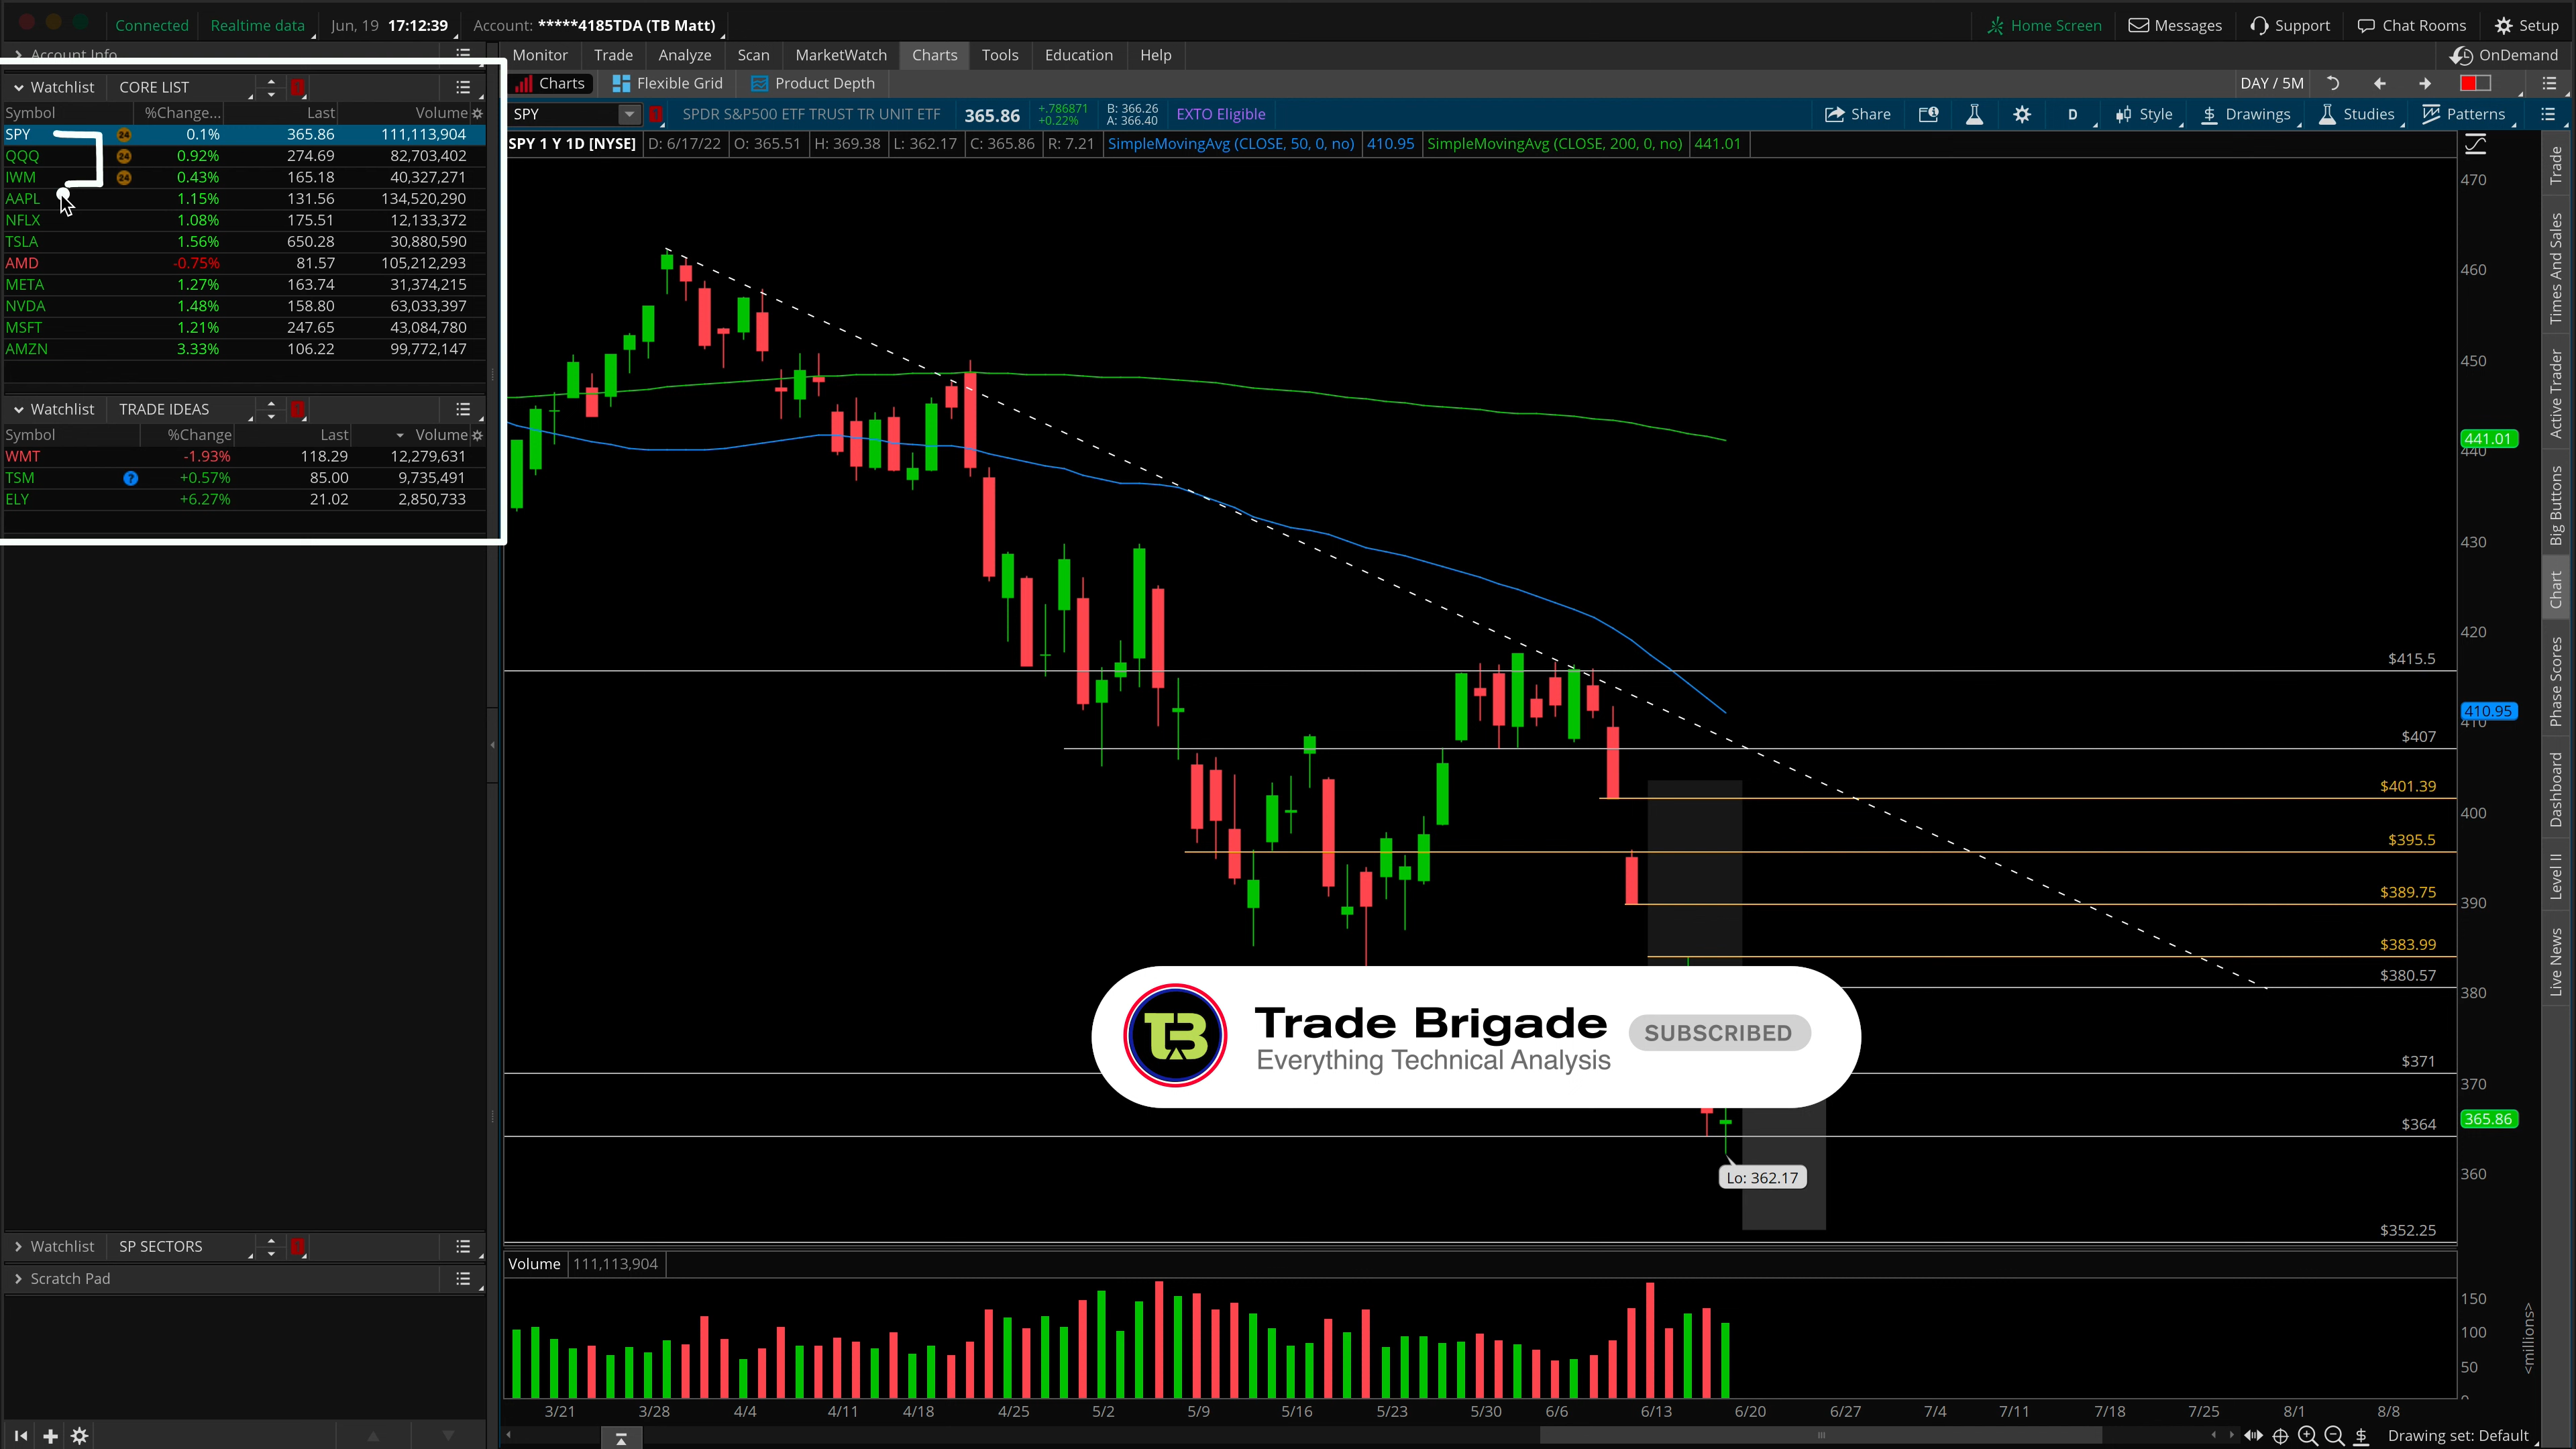 Connected Realtime data Jun, 19 17:12:39 Account: *****4185TDA (TB Matt) Home Screen Messages Support Chat Rooms Setup
Account Info Monitor Trade Analyze Scan MarketWatch Charts Tools Education Help OnDemand
Watchlist CORE LIST Charts Flexible Grid Product Depth DAY / 5M
Symbol %Change... Last Volume SPY SPDR S&P500 ETF TRUST TR UNIT ETF 365.86 +.786871 +0.22% B: 366.26 A: 366.40 EXTO Eligible Share D Style Drawings Studies Patterns
SPY 24 0.1% 365.86 111,113,904
SPY 1 Y 1D [NYSE] D: 6/17/22 O: 365.51 H: 369.38 L: 362.17 C: 365.86 R: 7.21 SimpleMovingAvg (CLOSE, 50, 0, no) 410.95 SimpleMovingAvg (CLOSE, 200, 0, no) 441.01
QQQ 24 0.92% 274.69 82,703,402
IWM 24 0.43% 165.18 40,327,271
AAPL 1.15% 131.56 134,520,290
NFLX 1.08% 175.51 12,133,372
TSLA 1.56% 650.28 30,880,590
AMD -0.75% 81.57 105,212,293
META 1.27% 163.74 31,374,215
NVDA 1.48% 158.80 63,033,397
MSFT 1.21% 247.65 43,084,780
AMZN 3.33% 106.22 99,772,147
Watchlist TRADE IDEAS
Symbol %Change Last Volume
WMT -1.93% 118.29 12,279,631
TSM ? +0.57% 85.00 9,735,491
ELY +6.27% 21.02 2,850,733
470
460
450
441.01
440
430
420
$415.5
410.95
410
$407
$401.39
400
$395.5
$389.75
390
$383.99
$380.57
380
$371
370
365.86
$364
360
$352.25
Trade Brigade SUBSCRIBED
Everything Technical Analysis
Lo: 362.17
Trade
Times And Sales
Active Trader
Big Buttons
Chart
Phase Scores
Dashboard
Level II
Live News
Watchlist SP SECTORS
Scratch Pad
Volume 111,113,904
150
100
50
0
<millions>
3/21 3/28 4/4 4/11 4/18 4/25 5/2 5/9 5/16 5/23 5/30 6/6 6/13 6/20 6/27 7/4 7/11 7/18 7/25 8/1 8/8
Drawing set: Default